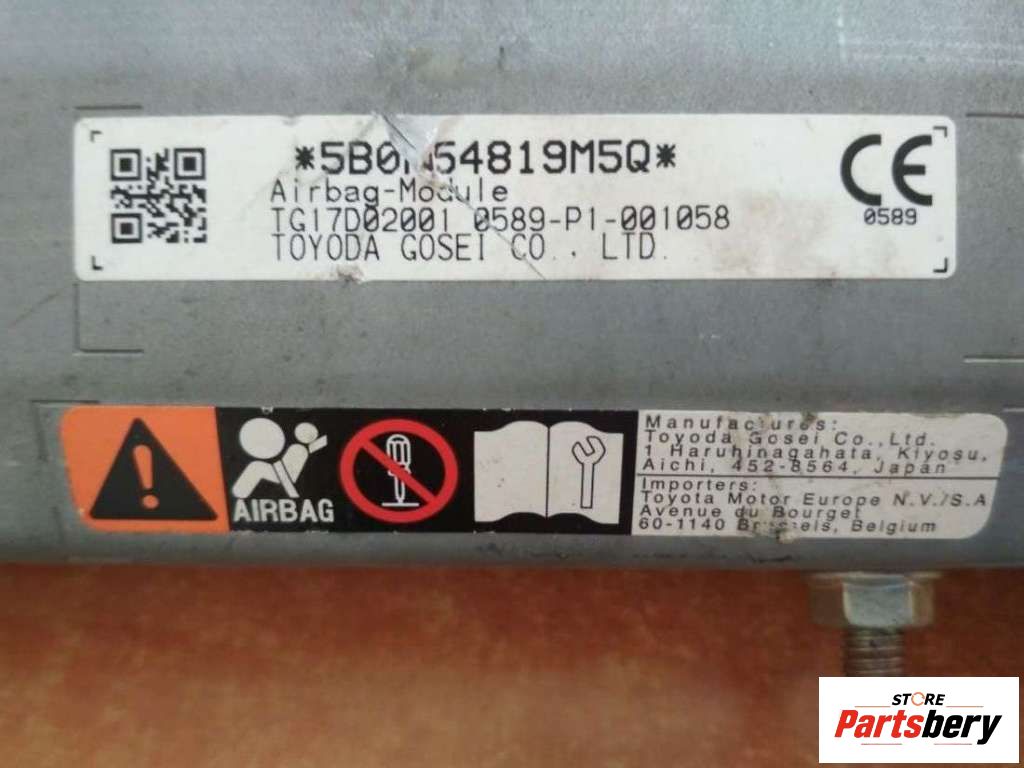 Airbag-Module
TG17D02001 0589-P1-001058
TOYODA GOSEI CO., LTD.
CE
0589
AIRBAG
Manufactures:
Toyoda Gosei Co.,Ltd.
1 Haruhinagahata, Kiyosu,
Aichi, 452-8564, Japan
Importers:
Toyota Motor Europe N.V./S.A
Avenue du Bourget
60-1140 Brussels, Belgium
STORE
Partsbery